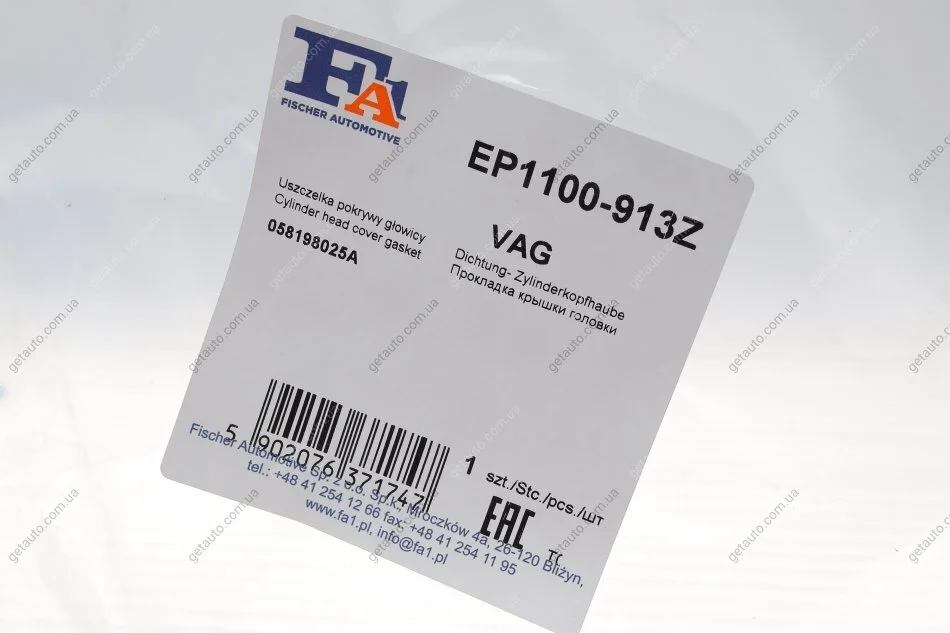 FA1
FISCHER AUTOMOTIVE
EP1100-913Z
Uszczelka pokrywy głowicy
Cylinder head cover gasket
058198025A
VAG
Dichtung- Zylinderkopfhaube
Прокладка крышки головки
5 902076 371747
1 szt./Stc./pcs./шт
EAC
Fischer Automotive Sp. z o.o. Sp.k., Mroczków 4a, 26-120 Bliżyn,
tel.: +48 41 254 12 66 fax: +48 41 254 11 95
www.fa1.pl, info@fa1.pl
getauto.com.ua